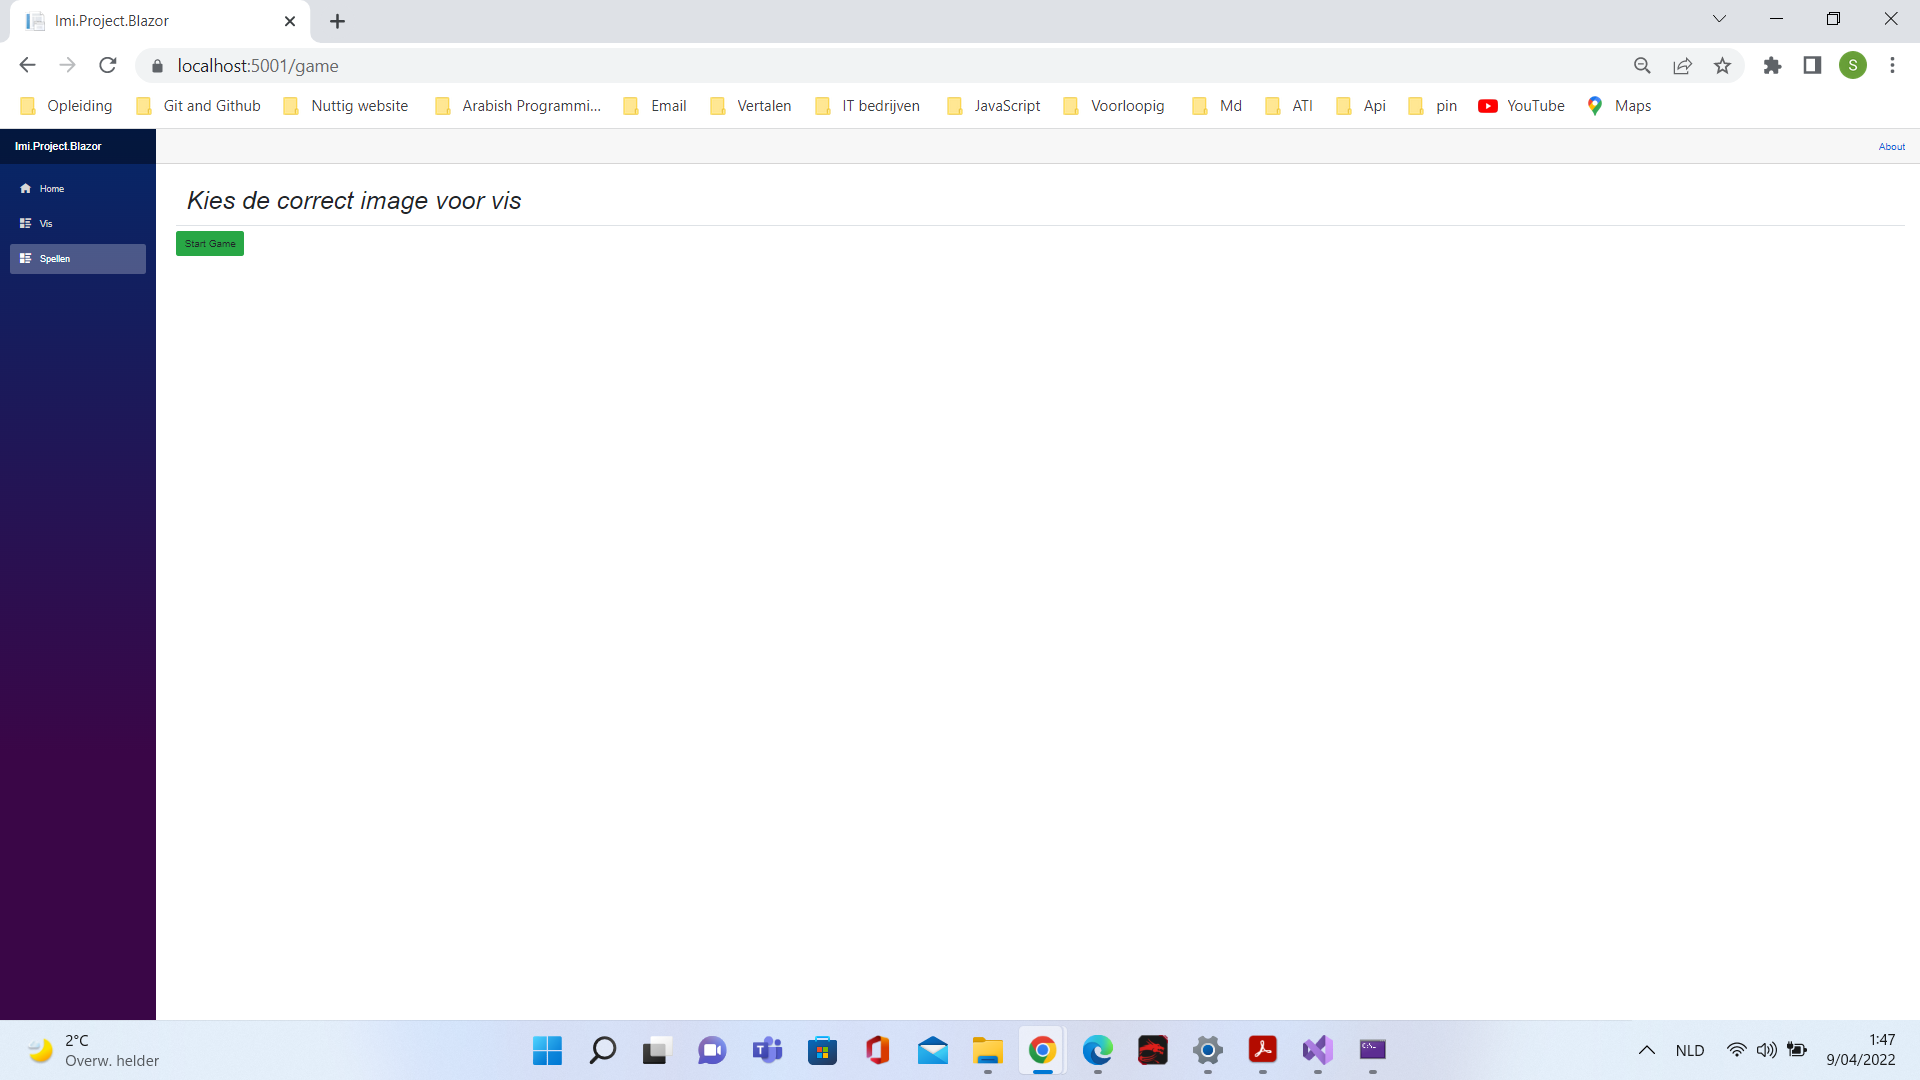 Imi.Project.Blazor
localhost:5001/game
S
Opleiding Git and Github Nuttig website Arabish Programmi... Email Vertalen IT bedrijven JavaScript Voorloopig Md ATI Api pin YouTube Maps
Imi.Project.Blazor
About
Home
Vis
Spellen
Kies de correct image voor vis
Start Game
2°C
Overw. helder
NLD
1:47
9/04/2022